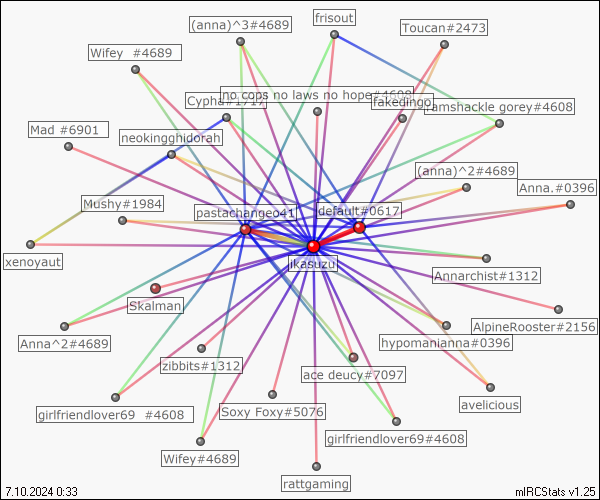 frisout
(anna)^3#4689
Toucan#2473
Wifey  #4689
no cops no laws no hope#4608
Cypha#1717
fakedingo
ramshackle gorey#4608
Mad #6901
neokingghidorah
(anna)^2#4689
Anna.#0396
Mushy#1984
pastachangeo41
default#0617
xenoyaut
ikasuzu
Annarchist#1312
Skalman
AlpineRooster#2156
Anna^2#4689
hypomanianna#0396
zibbits#1312
ace deucy#7097
girlfriendlover69  #4608
Soxy Foxy#5076
avelicious
girlfriendlover69#4608
Wifey#4689
rattgaming
7.10.2024 0:33
mIRCStats v1.25